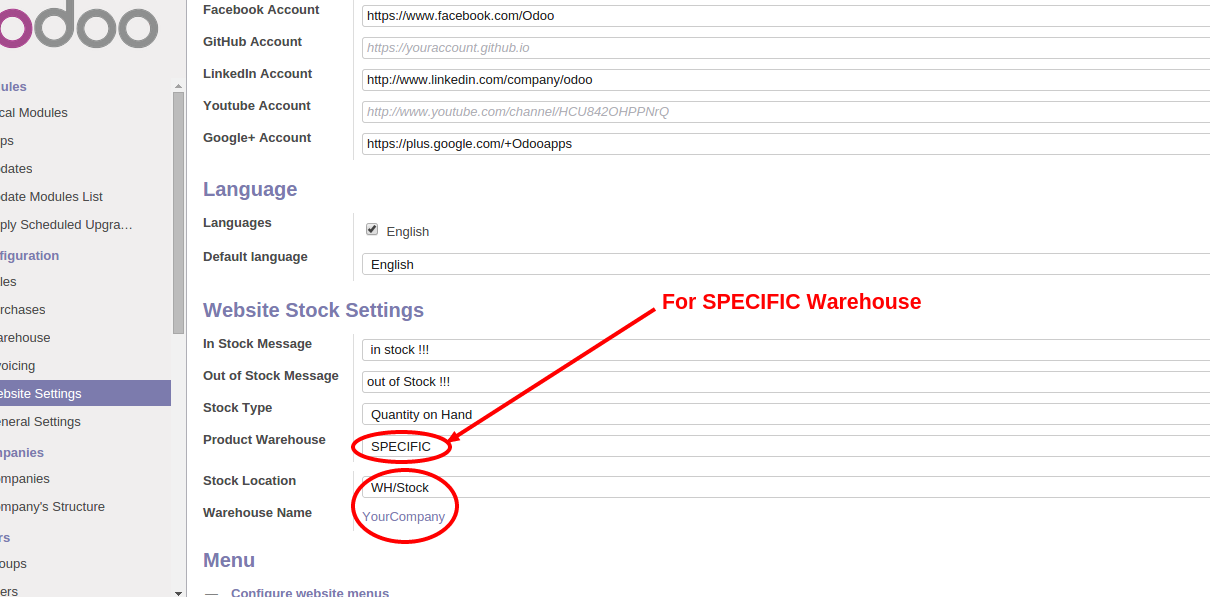 odoo
Facebook Account https://www.facebook.com/Odoo
GitHub Account https://youraccount.github.io
LinkedIn Account http://www.linkedin.com/company/odoo
Youtube Account http://www.youtube.com/channel/HCU842OHPPNrQ
Google+ Account https://plus.google.com/+Odooapps
Language
Languages English
Default language English
Website Stock Settings
For SPECIFIC Warehouse
In Stock Message in stock !!!
Out of Stock Message out of Stock !!!
Stock Type Quantity on Hand
Product Warehouse SPECIFIC
Stock Location WH/Stock
Warehouse Name YourCompany
Menu
Configure website menus
ules
cal Modules
ps
dates
date Modules List
ply Scheduled Upgra…
figuration
les
rchases
arehouse
voicing
ebsite Settings
eneral Settings
mpanies
ompanies
ompany's Structure
rs
oups
ers